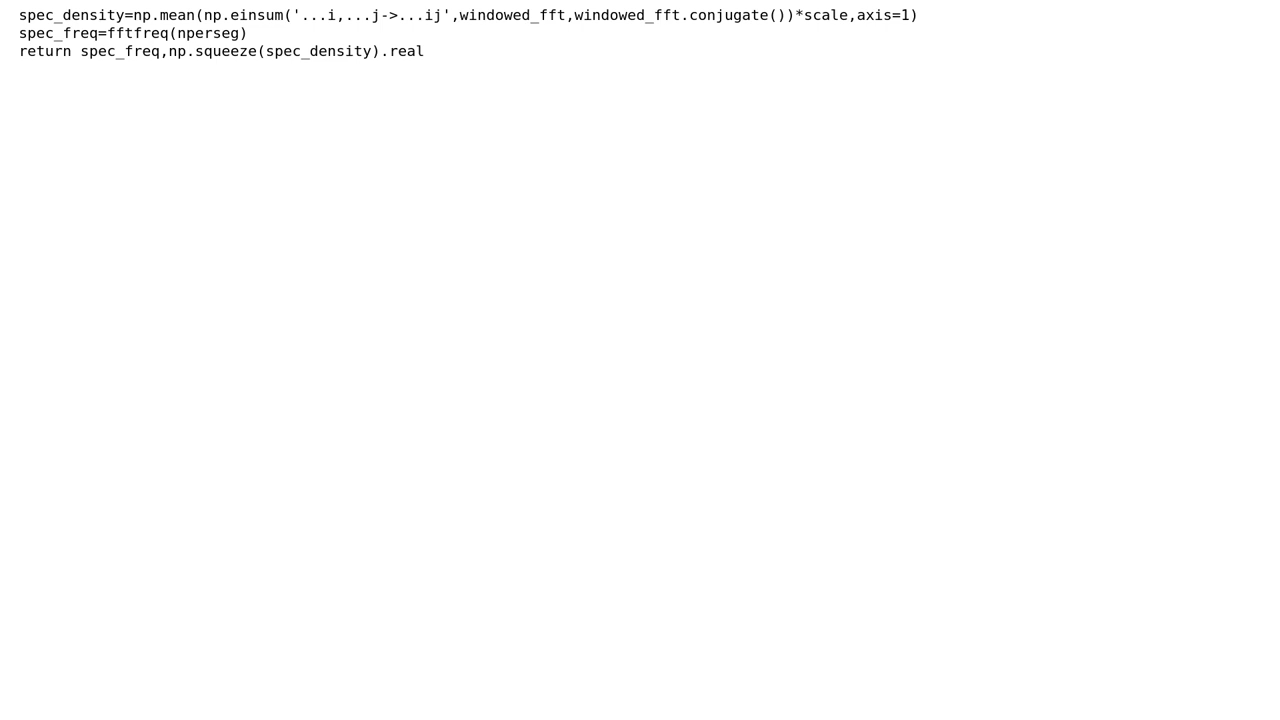 spec_density=np.mean(np.einsum('...i,...j->...ij',windowed_fft,windowed_fft.conjugate())*scale,axis=1)
spec_freq=fftfreq(nperseg)
return spec_freq,np.squeeze(spec_density).real